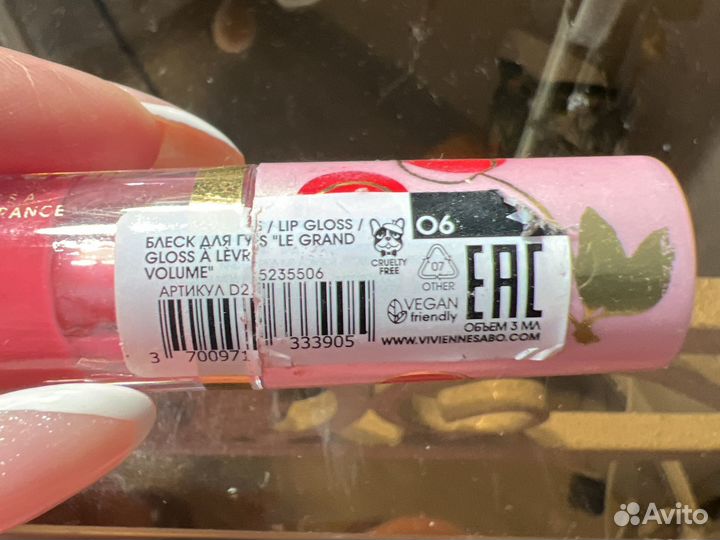 FRANCE
S / LIP GLOSS /
БЛЕСК ДЛЯ ГУ S "LE GRAND
GLOSS À LÈVR
VOLUME"
АРТИКУЛ D2 5235506
3 700971 333905
CRUELTY
FREE
06
07
OTHER
VEGAN
friendly
EAC
ОБЪЕМ 3 МЛ
WWW.VIVIENNESABO.COM
Avito